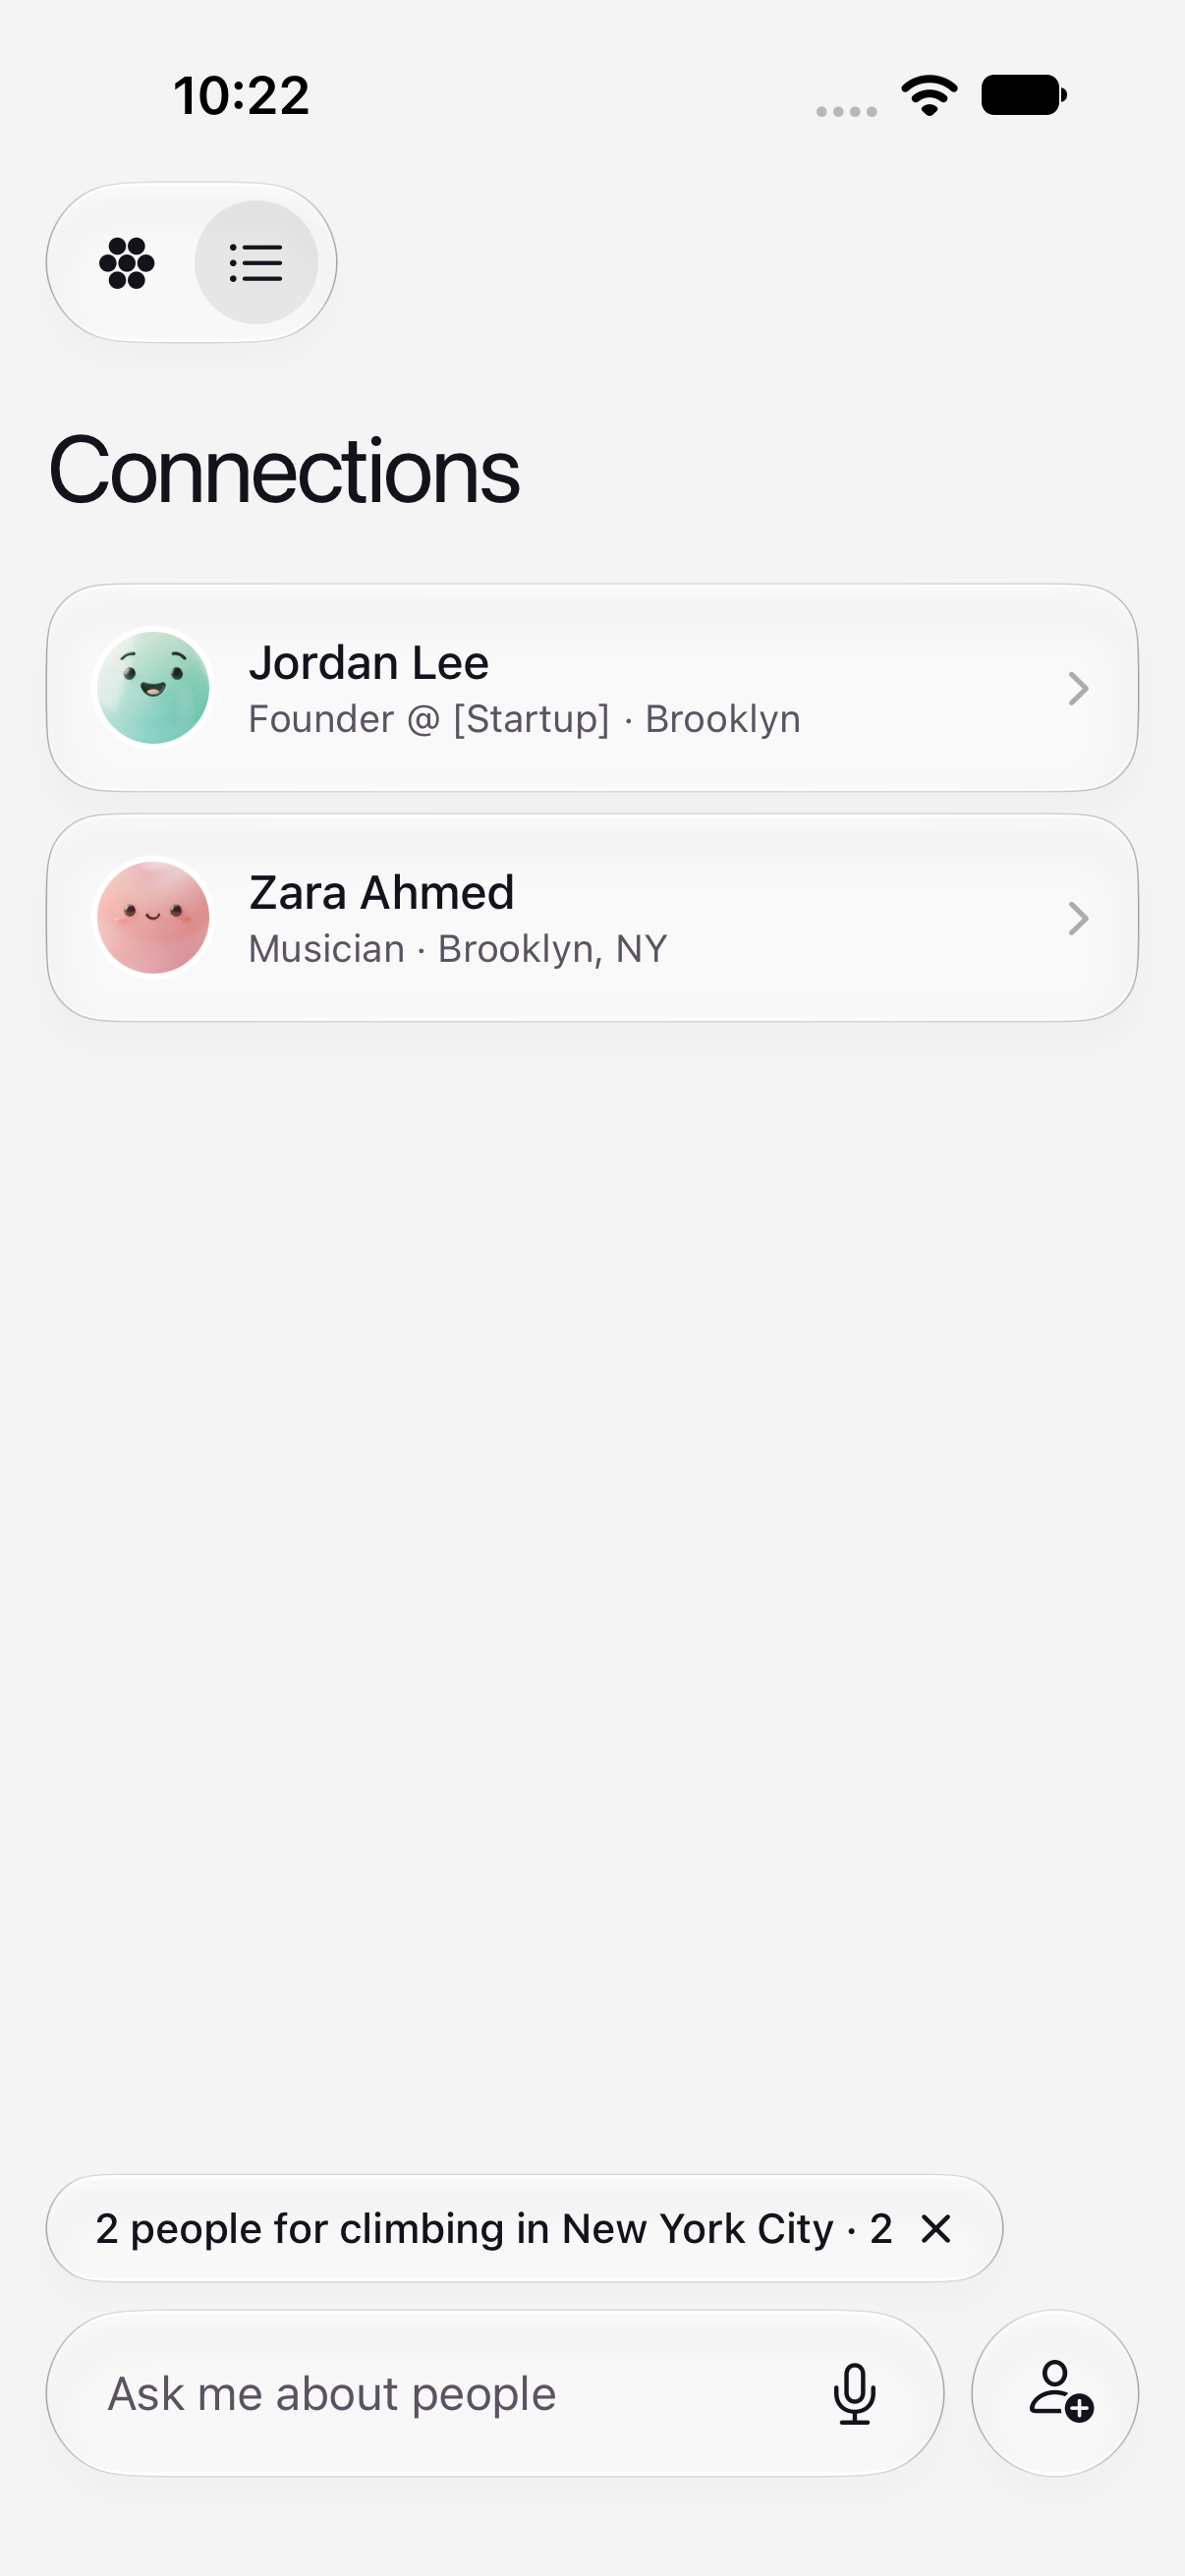 10:22
Connections
Jordan Lee
Founder @ [Startup] · Brooklyn
Zara Ahmed
Musician · Brooklyn, NY
2 people for climbing in New York City · 2
Ask me about people